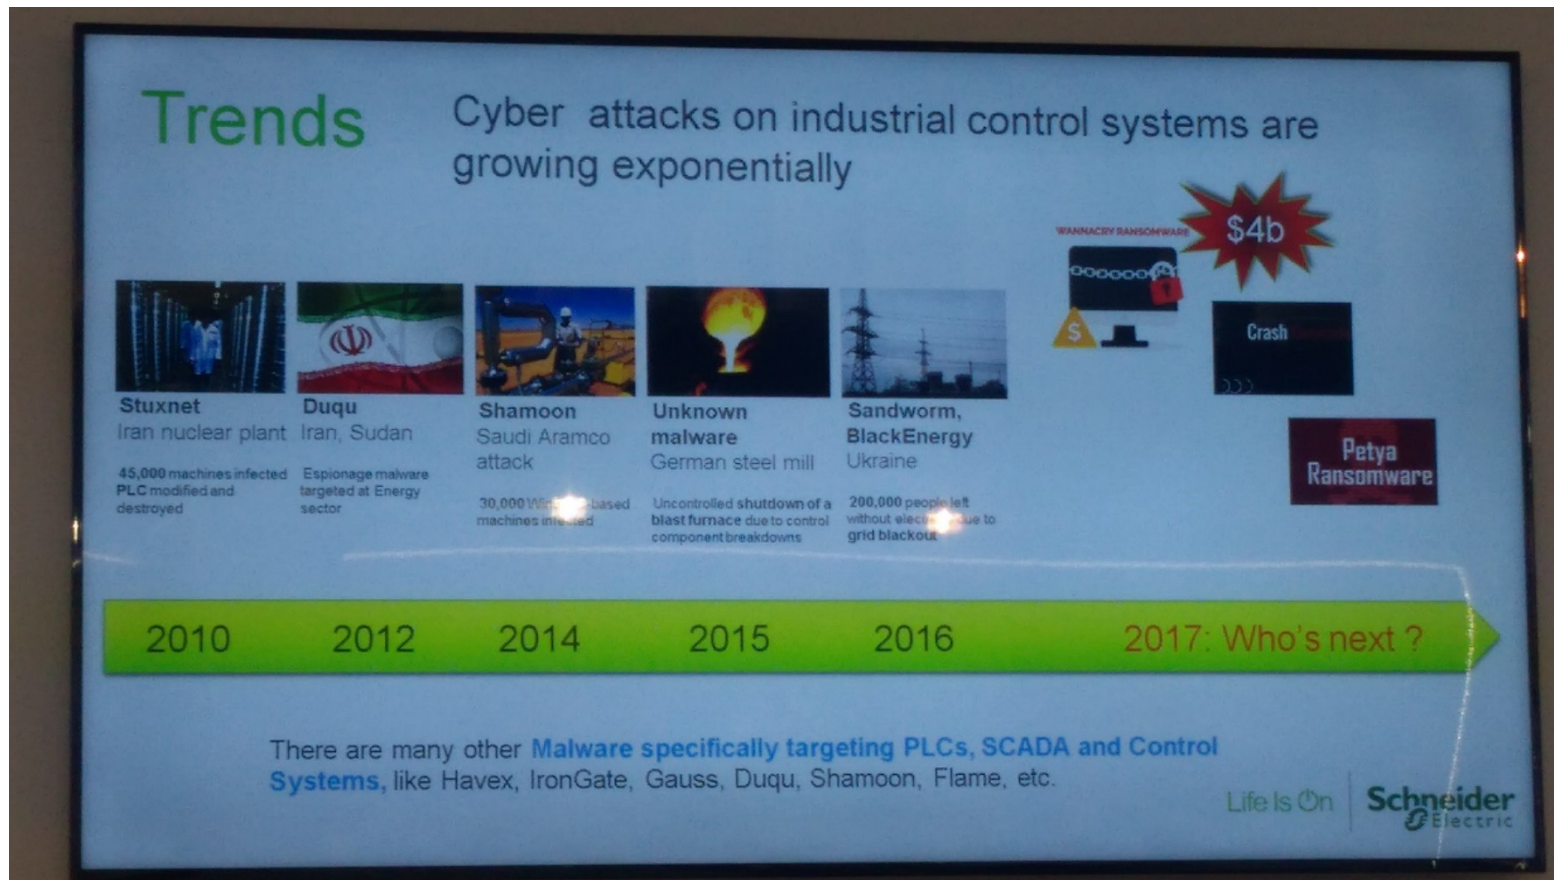 Trends
Cyber attacks on industrial control systems are
growing exponentially
WANNACRY RANSOMWARE
$4b
$
Crash
Petya
Ransomware
Stuxnet
Iran nuclear plant
45,000 machines infected
PLC modified and
destroyed
Duqu
Iran, Sudan
Espionage malware
targeted at Energy
sector
Shamoon
Saudi Aramco
attack
30,000 based
machines infected
Unknown
malware
German steel mill
Uncontrolled shutdown of a
blast furnace due to control
component breakdowns
Sandworm,
BlackEnergy
Ukraine
200,000 people left
without due to
grid blackout
2010
2012
2014
2015
2016
2017: Who's next ?
There are many other Malware specifically targeting PLCs, SCADA and Control
Systems, like Havex, IronGate, Gauss, Duqu, Shamoon, Flame, etc.
Life Is On
Schneider
Electric